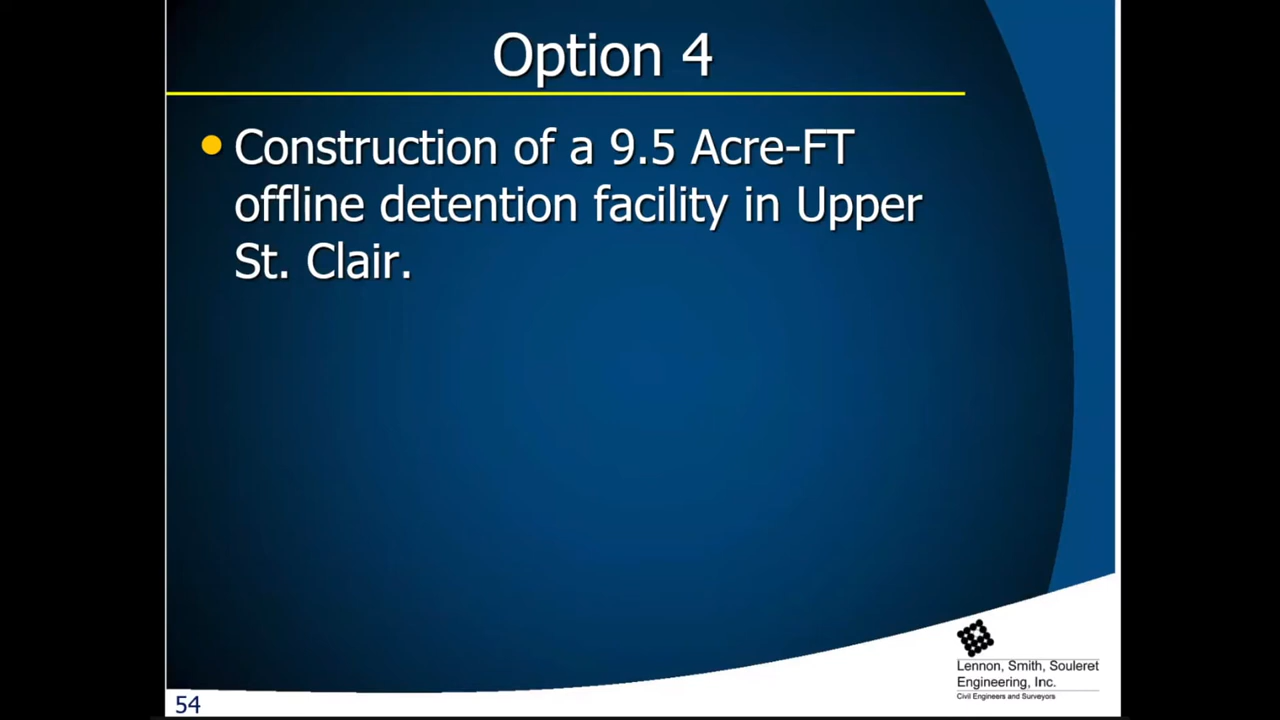 Option 4
Construction of a 9.5 Acre-FT
offline detention facility in Upper
St. Clair.
Lennon, Smith, Souleret
Engineering, Inc.
Civil Engineers and Surveyors
54